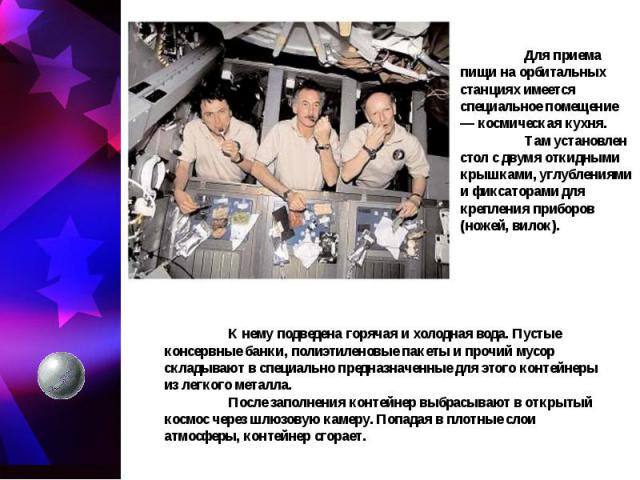 Для приема
пищи на орбитальных
станциях имеется
специальное помещение
— космическая кухня.
Там установлен
стол с двумя откидными
крышками, углублениями
и фиксаторами для
крепления приборов
(ножей, вилок).
К нему подведена горячая и холодная вода. Пустые
консервные банки, полиэтиленовые пакеты и прочий мусор
складывают в специально предназначенные для этого контейнеры
из легкого металла.
После заполнения контейнер выбрасывают в открытый
космос через шлюзовую камеру. Попадая в плотные слои
атмосферы, контейнер сгорает.